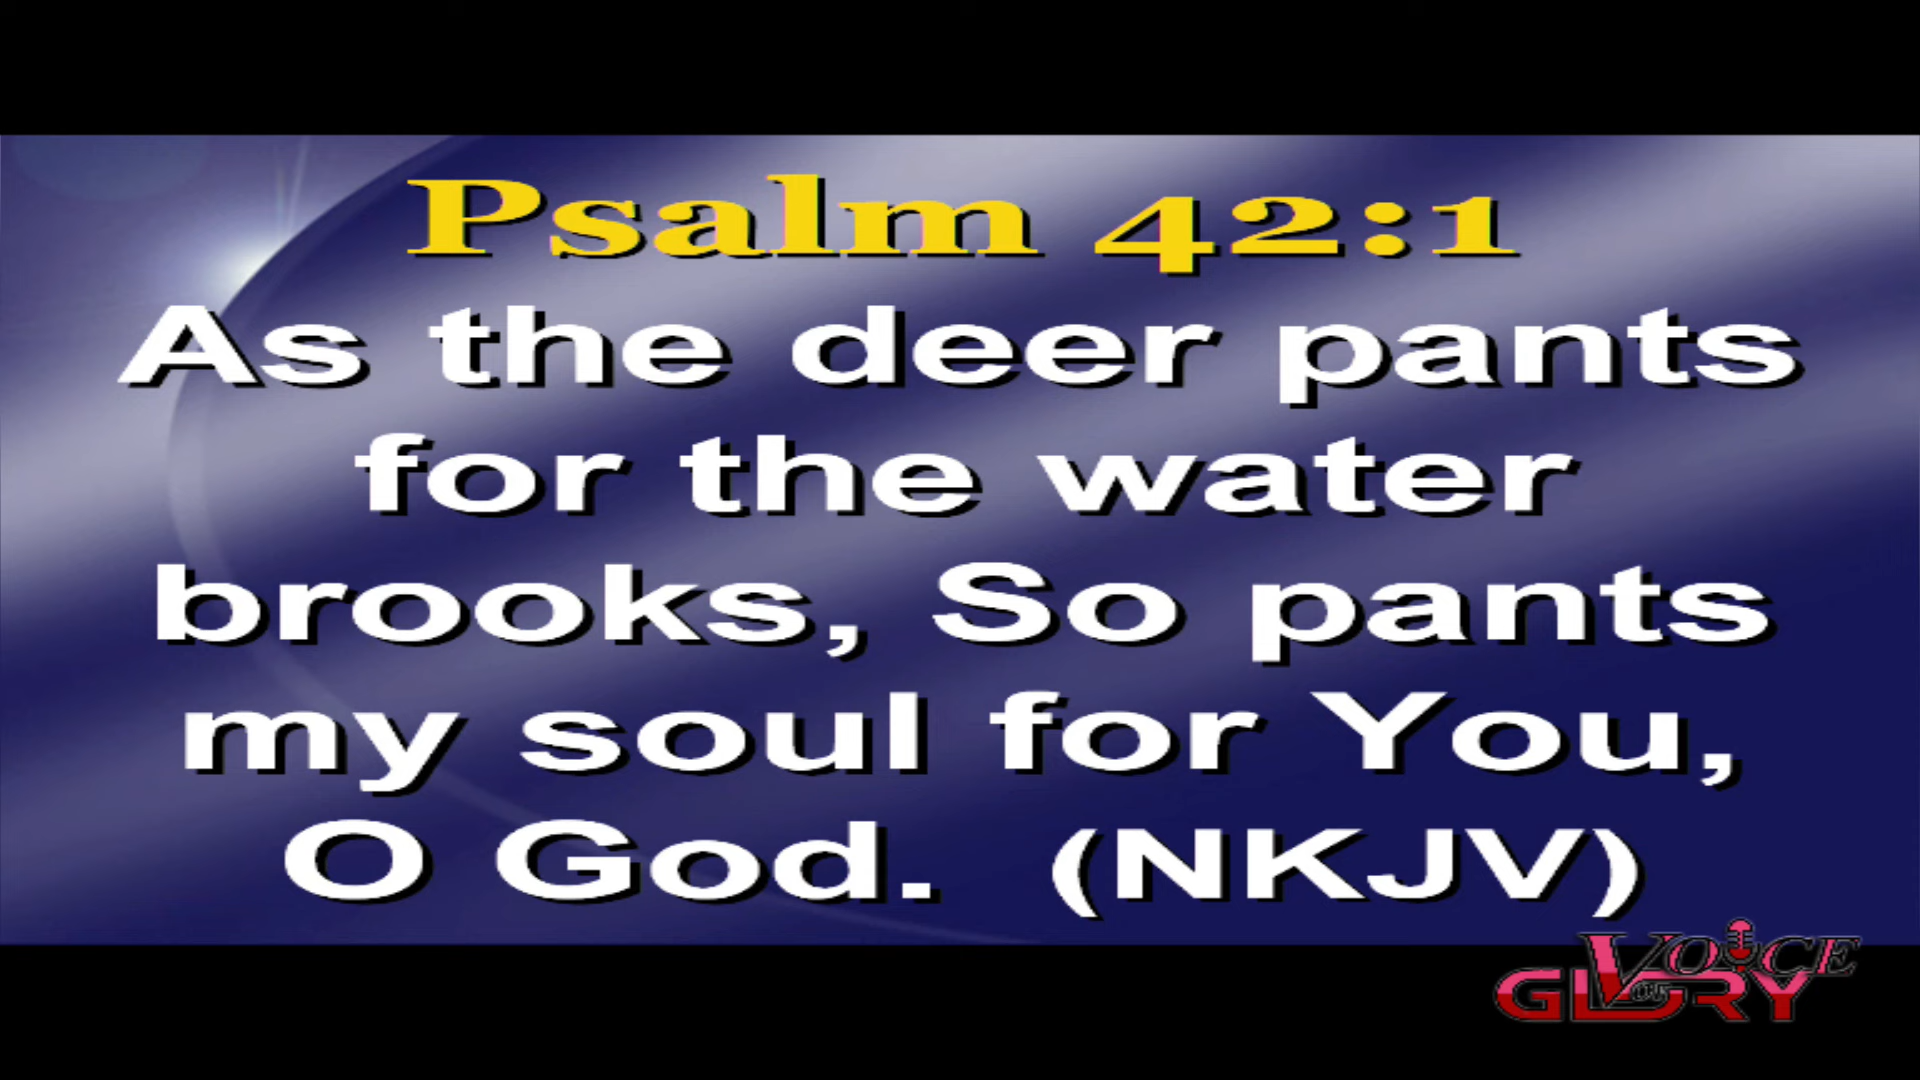 Psalm 42:1
As the deer pants
for the water
brooks, So pants
my soul for You,
O God. (NKJV)
VOICE
OF
GLORY